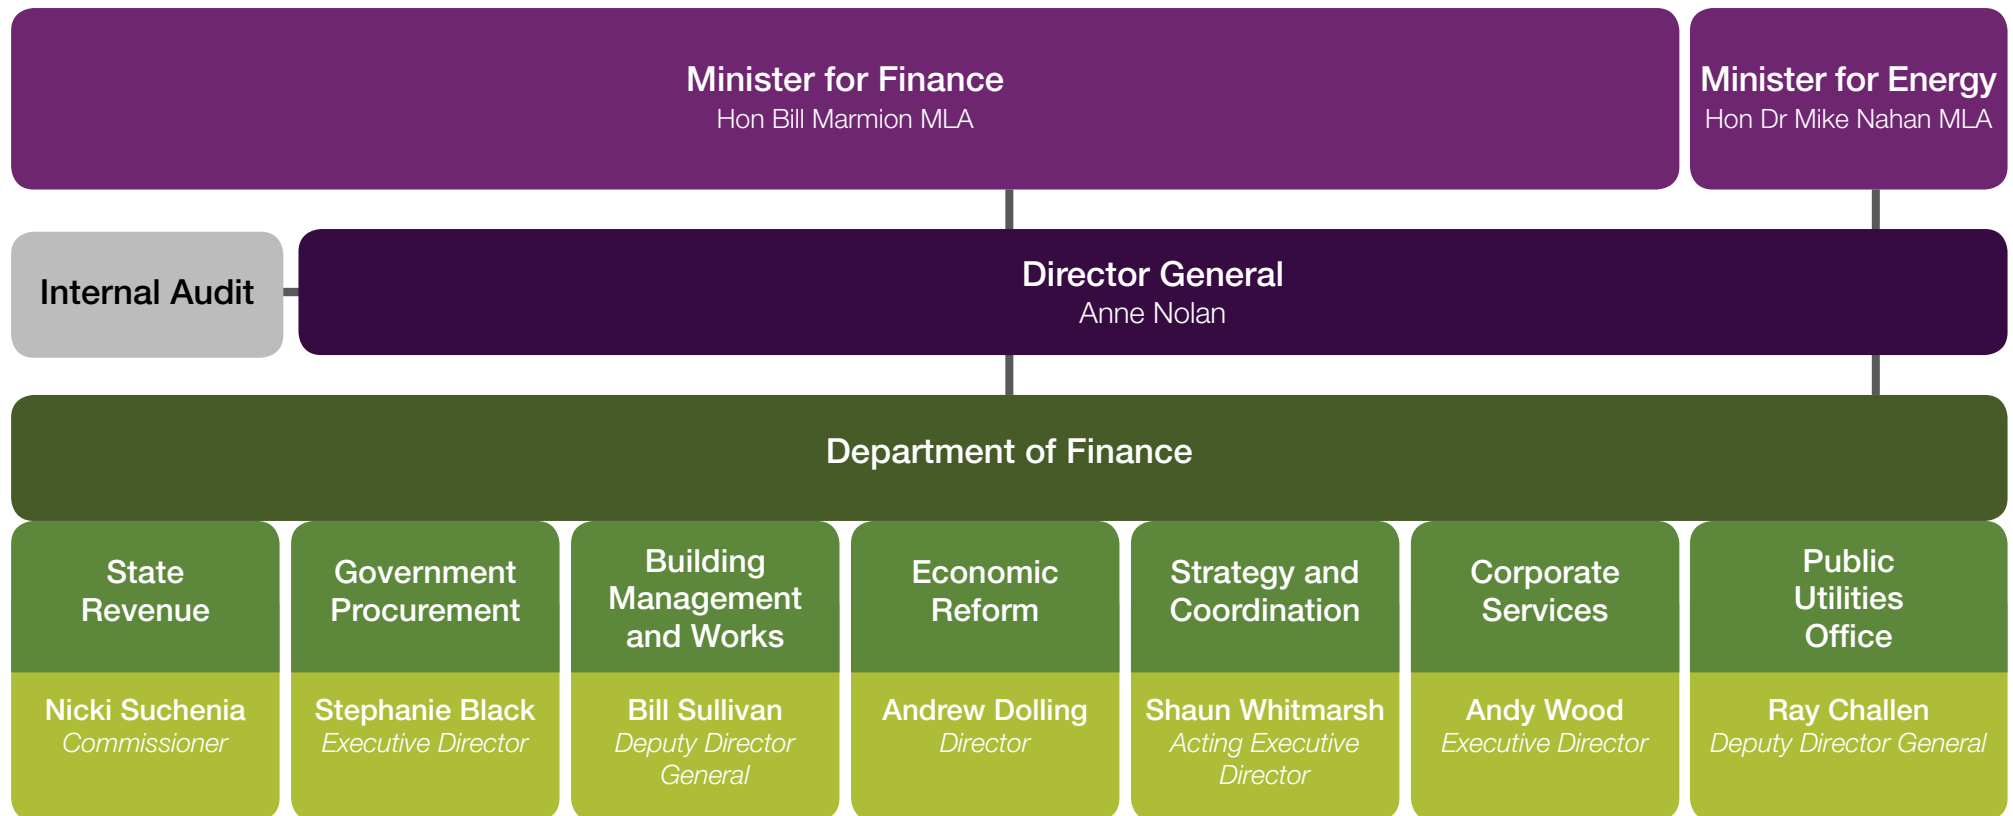 Minister for Finance
Hon Bill Marmion MLA
Minister for Energy
Hon Dr Mike Nahan MLA
Internal Audit
Director General
Anne Nolan
Department of Finance
State
Revenue
Nicki Suchenia
Commissioner
Government
Procurement
Stephanie Black
Executive Director
Building
Management
and Works
Bill Sullivan
Deputy Director
General
Economic
Reform
Andrew Dolling
Director
Strategy and
Coordination
Shaun Whitmarsh
Acting Executive
Director
Corporate
Services
Andy Wood
Executive Director
Public
Utilities
Office
Ray Challen
Deputy Director General